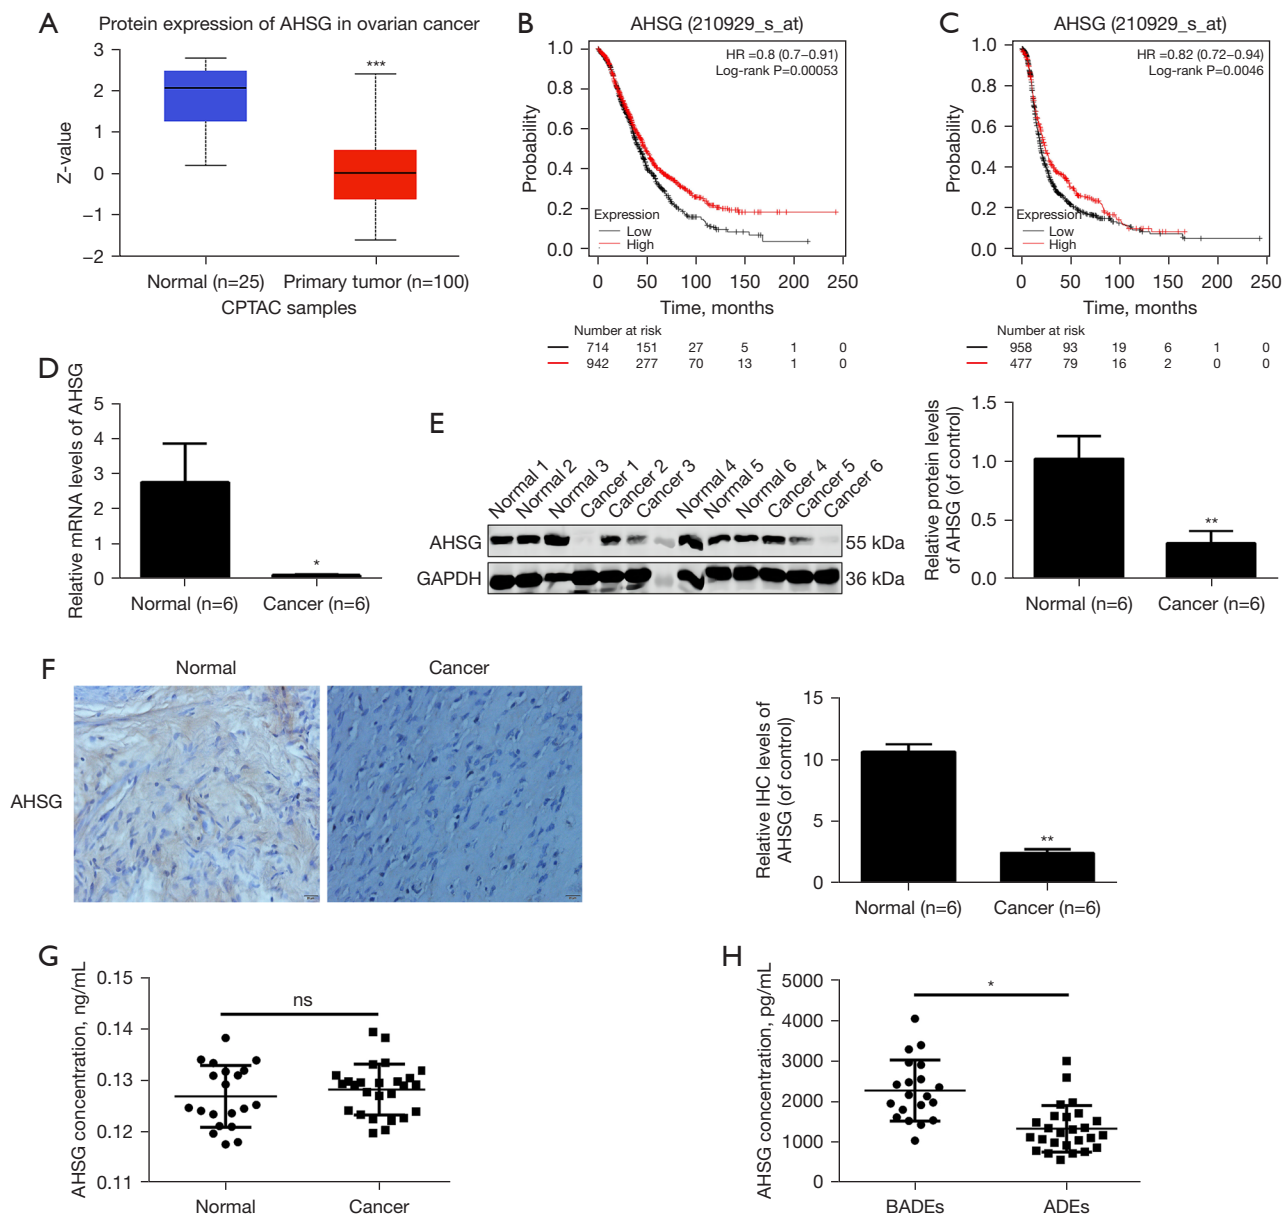 A
Protein expression of AHSG in ovarian cancer
3
2
1
0
−1
−2
Z-value
***
Normal (n=25)
Primary tumor (n=100)
CPTAC samples
B
AHSG (210929_s_at)
HR =0.8 (0.7−0.91)
Log-rank P=0.00053
1.0
0.8
0.6
0.4
0.2
0.0
Probability
Expression
Low
High
0 50 100 150 200 250
Time, months
Number at risk
714 151 27 5 1 0
942 277 70 13 1 0
C
AHSG (210929_s_at)
HR =0.82 (0.72−0.94)
Log-rank P=0.0046
1.0
0.8
0.6
0.4
0.2
0.0
Probability
Expression
Low
High
0 50 100 150 200 250
Time, months
Number at risk
958 93 19 6 1 0
477 79 16 2 0 0
D
Relative mRNA levels of AHSG
5
4
3
2
1
0
*
Normal (n=6)
Cancer (n=6)
E
Normal 1
Normal 2
Normal 3
Cancer 1
Cancer 2
Cancer 3
Normal 4
Normal 5
Normal 6
Cancer 4
Cancer 5
Cancer 6
AHSG
55 kDa
GAPDH
36 kDa
Relative protein levels
of AHSG (of control)
1.5
1.0
0.5
0.0
**
Normal (n=6)
Cancer (n=6)
F
Normal
Cancer
AHSG
Relative IHC levels of
AHSG (of control)
15
10
5
0
**
Normal (n=6)
Cancer (n=6)
G
AHSG concentration, ng/mL
0.15
0.14
0.13
0.12
0.11
ns
Normal
Cancer
H
AHSG concentration, pg/mL
5000
4000
3000
2000
1000
0
*
BADEs
ADEs